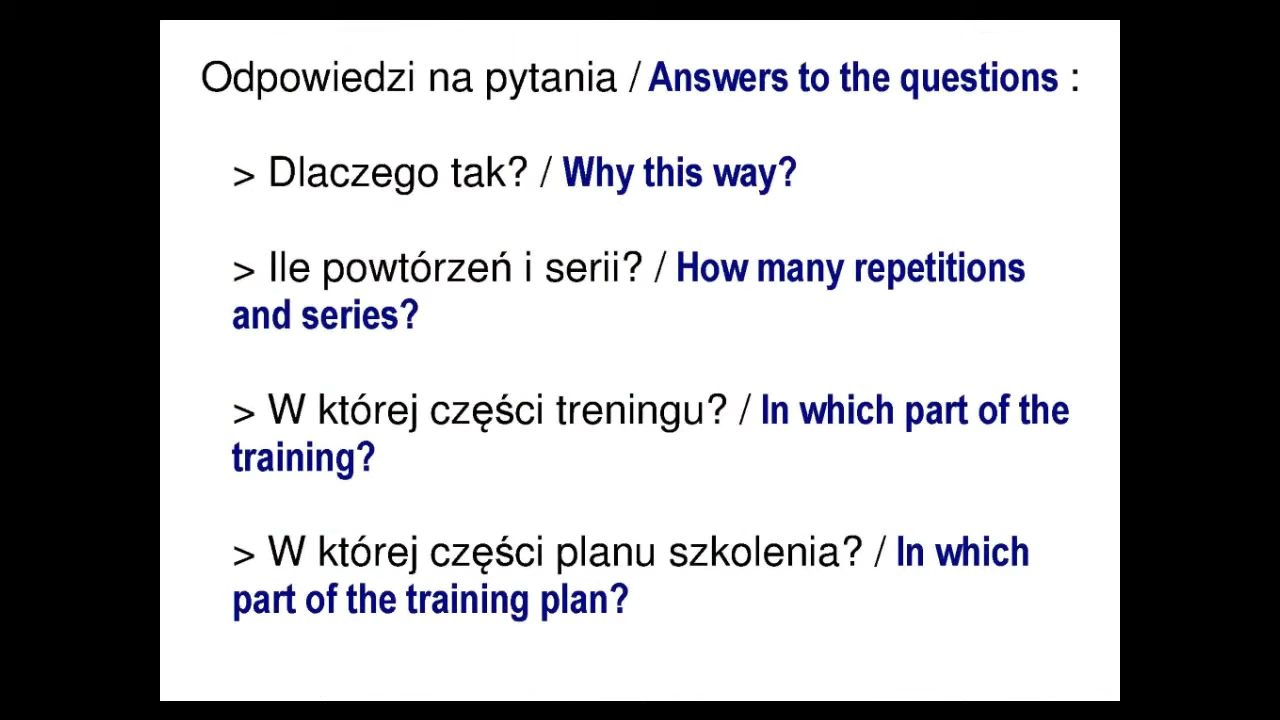 Odpowiedzi na pytania / Answers to the questions :
> Dlaczego tak? / Why this way?
> Ile powtórzeń i serii? / How many repetitions
and series?
> W której części treningu? / In which part of the
training?
> W której części planu szkolenia? / In which
part of the training plan?